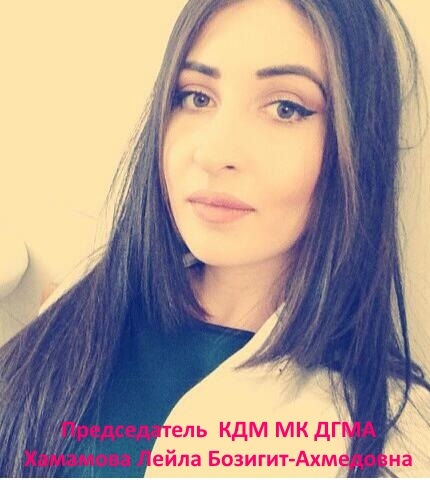 Председатель КДМ МК ДГМА
Хамамова Лейла Бозигит-Ахмедовна